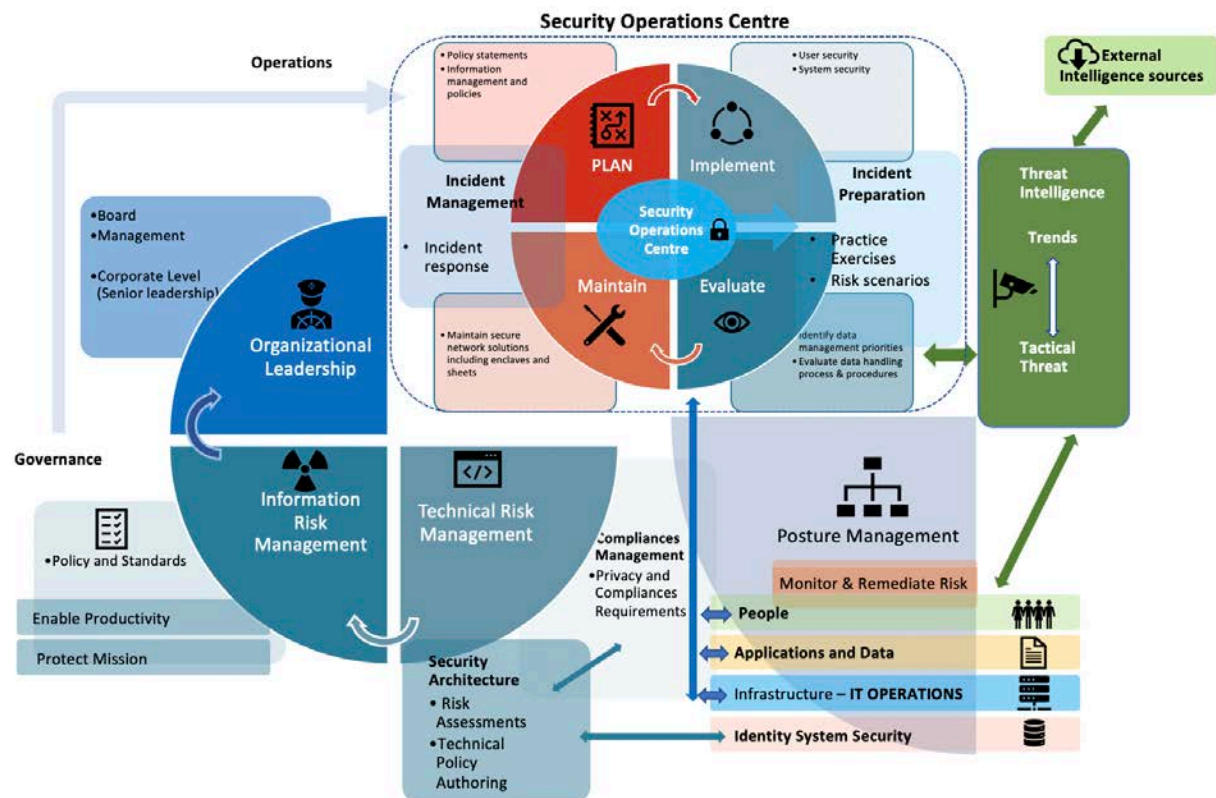 Security Operations Centre
Operations
•Policy statements
•Information
management and
policies
•User security
•System security
External
Intelligence sources
PLAN
Implement
Incident
Management
•Incident
response
Security
Operations
Centre
Incident
Preparation
•Practice
Exercises
•Risk scenarios
Threat
Intelligence
Trends
Tactical
Threat
•Board
•Management
•Corporate Level
(Senior leadership)
Organizational
Leadership
Maintain
Evaluate
•Maintain secure
network solutions
including enclaves and
sheets
Identify data
management priorities
•Evaluate data handling
process & procedures
Governance
•Policy and Standards
Enable Productivity
Protect Mission
Information
Risk
Management
Technical Risk
Management
</>
Compliances
Management
•Privacy and
Compliances
Requirements
Security
Architecture
•Risk
Assessments
•Technical
Policy
Authoring
Posture Management
Monitor & Remediate Risk
People
Applications and Data
Infrastructure – IT OPERATIONS
Identity System Security